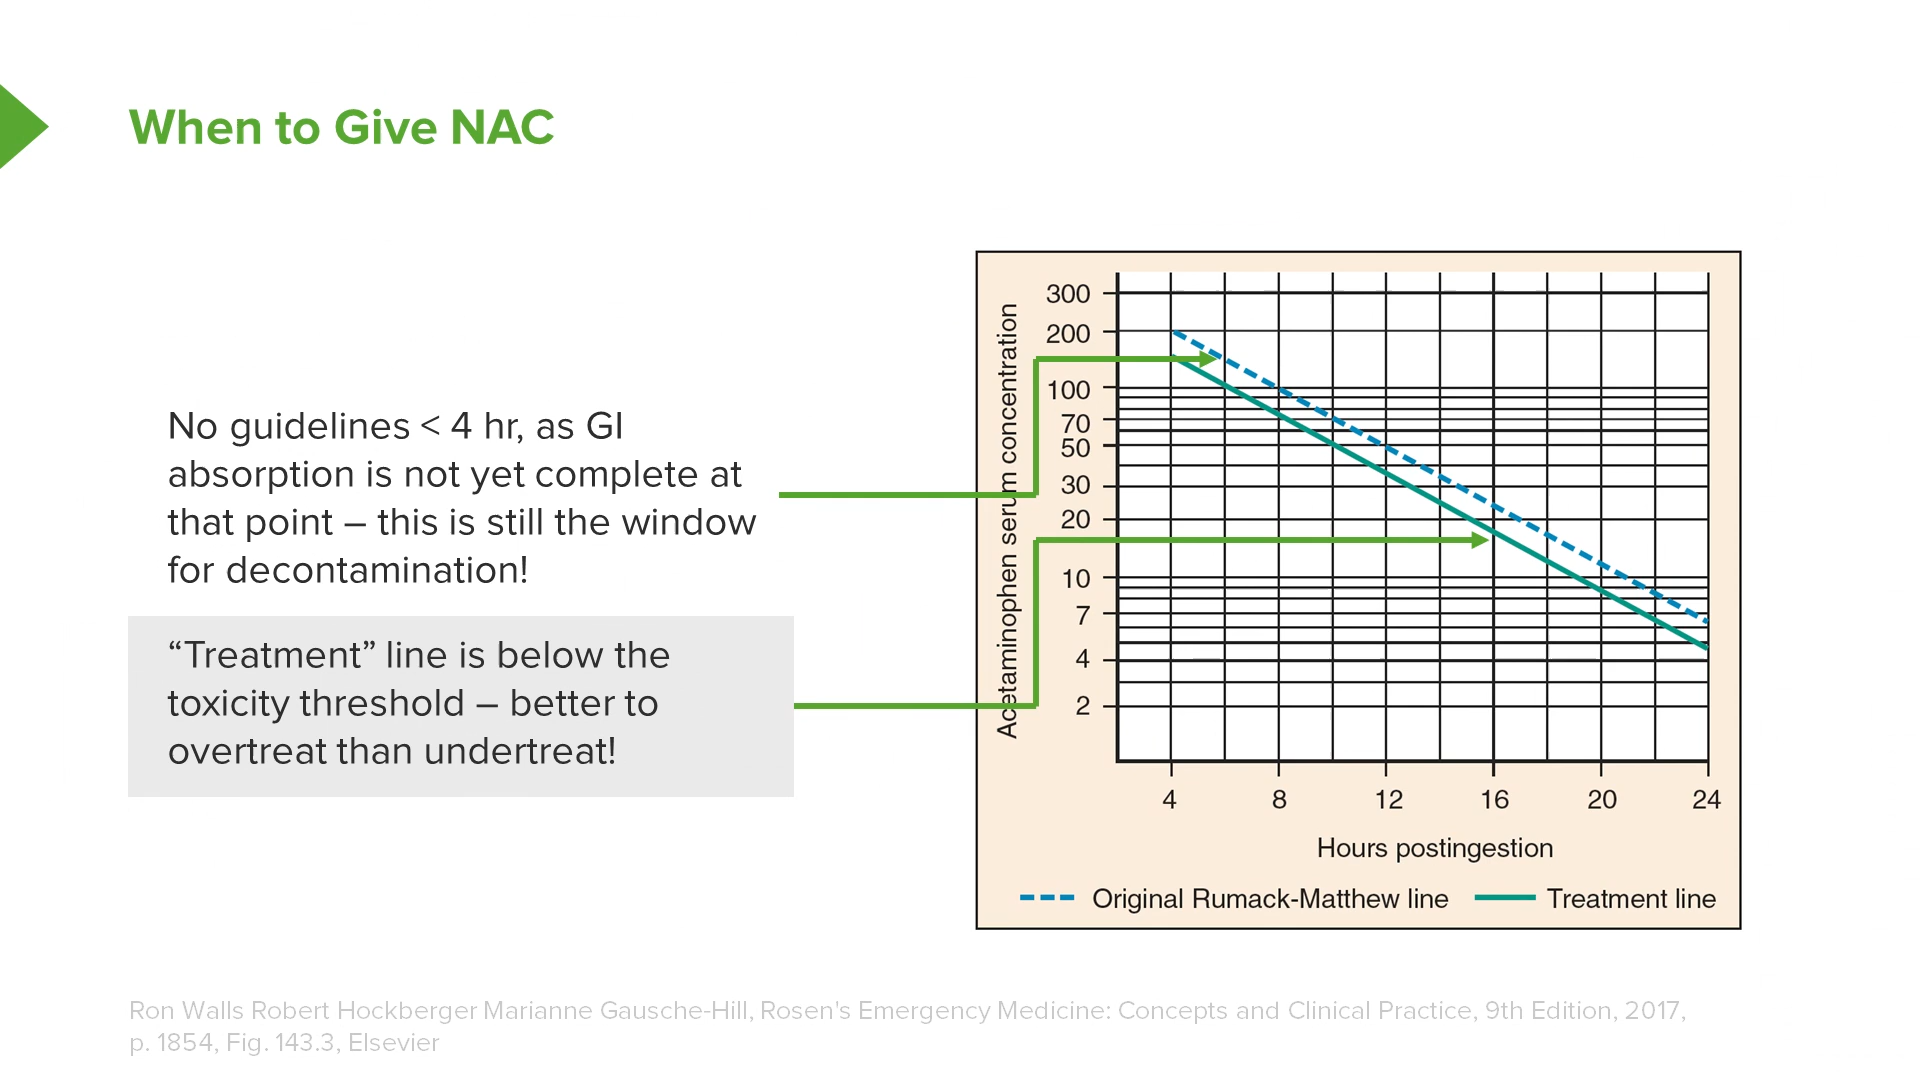 When to Give NAC
No guidelines < 4 hr, as GI
absorption is not yet complete at
that point – this is still the window
for decontamination!
“Treatment” line is below the
toxicity threshold – better to
overtreat than undertreat!
Acetaminophen serum concentration
300
200
100
70
50
30
20
10
7
4
2
4 8 12 16 20 24
Hours postingestion
Original Rumack-Matthew line Treatment line
Ron Walls Robert Hockberger Marianne Gausche-Hill, Rosen's Emergency Medicine: Concepts and Clinical Practice, 9th Edition, 2017,
p. 1854, Fig. 143.3, Elsevier